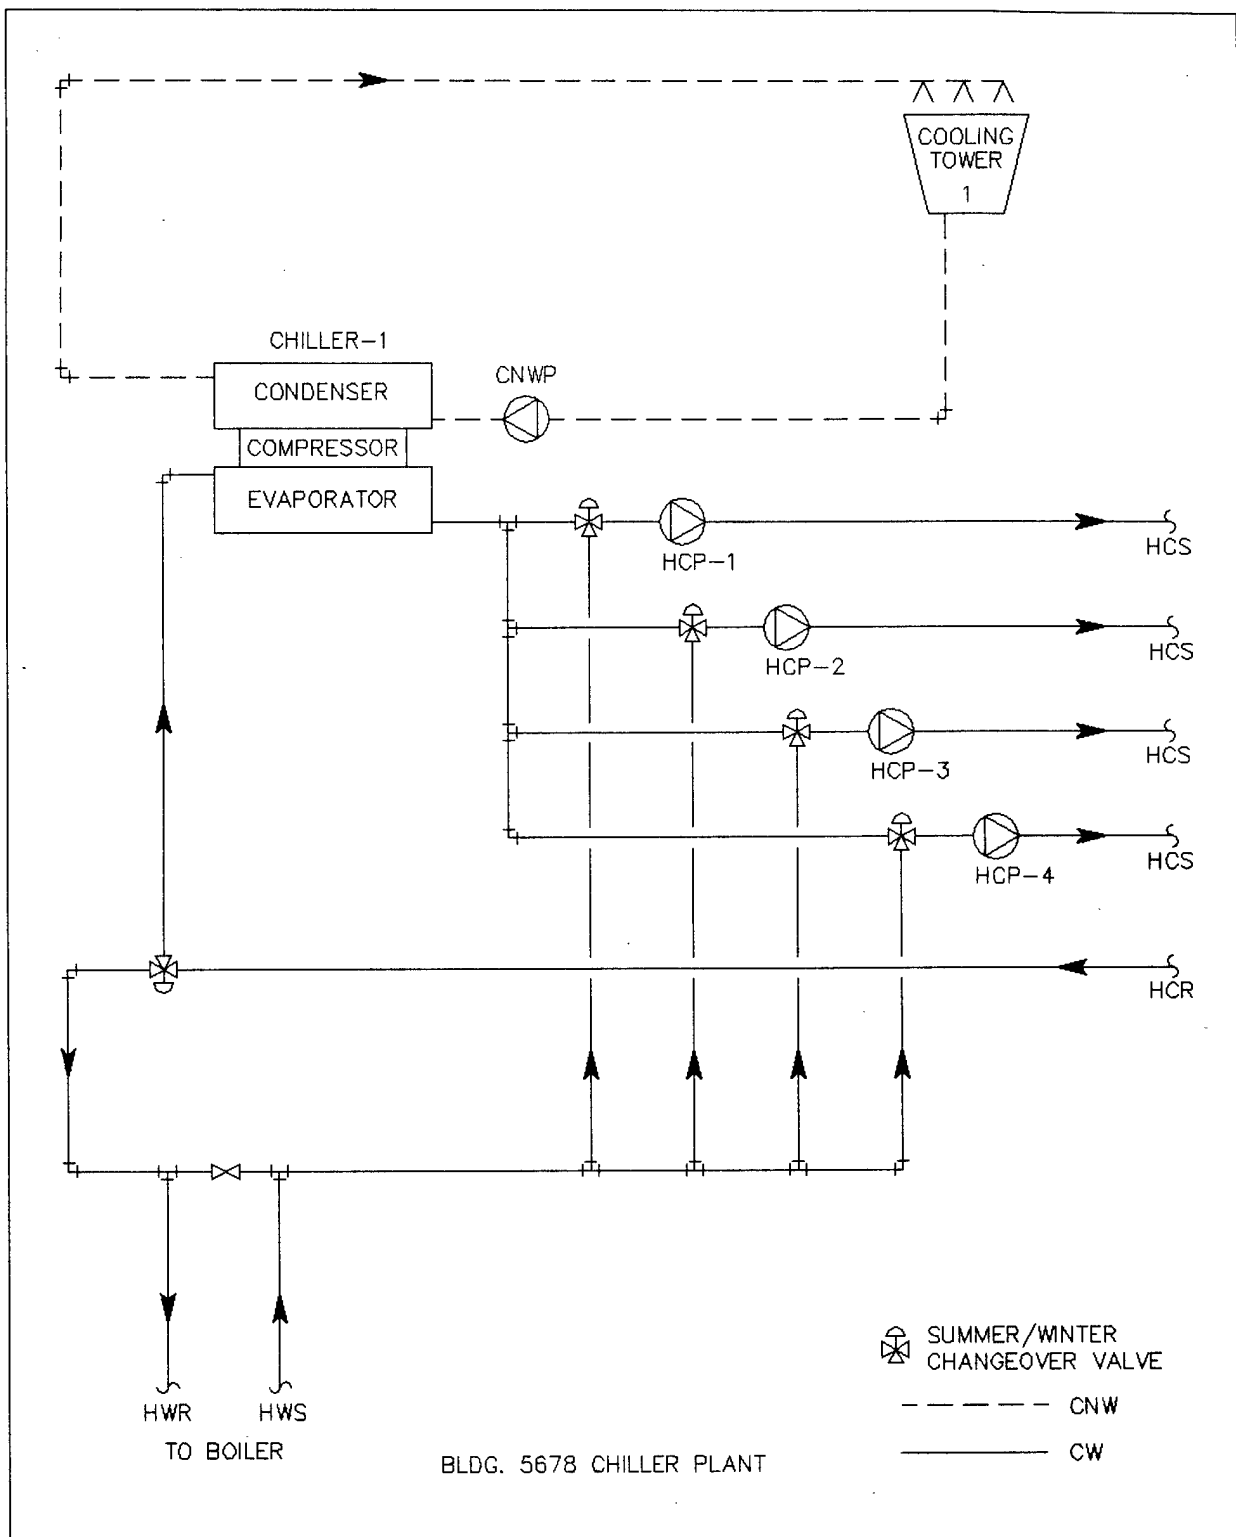 COOLING
TOWER
1
CHILLER-1
CONDENSER
CNWP
COMPRESSOR
EVAPORATOR
HCP-1
HCS
HCP-2
HCS
HCP-3
HCS
HCP-4
HCS
HCR
SUMMER/WINTER
CHANGEOVER VALVE
HWR
HWS
CNW
TO BOILER
CW
BLDG. 5678 CHILLER PLANT